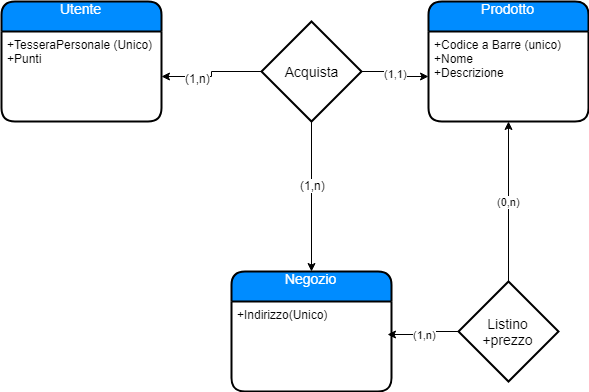 Utente
+TesseraPersonale (Unico)
+Punti
Acquista
Prodotto
+Codice a Barre (unico)
+Nome
+Descrizione
(1,n)
(1,1)
(1,n)
(0,n)
Negozio
+Indirizzo(Unico)
(1,n)
Listino
+prezzo